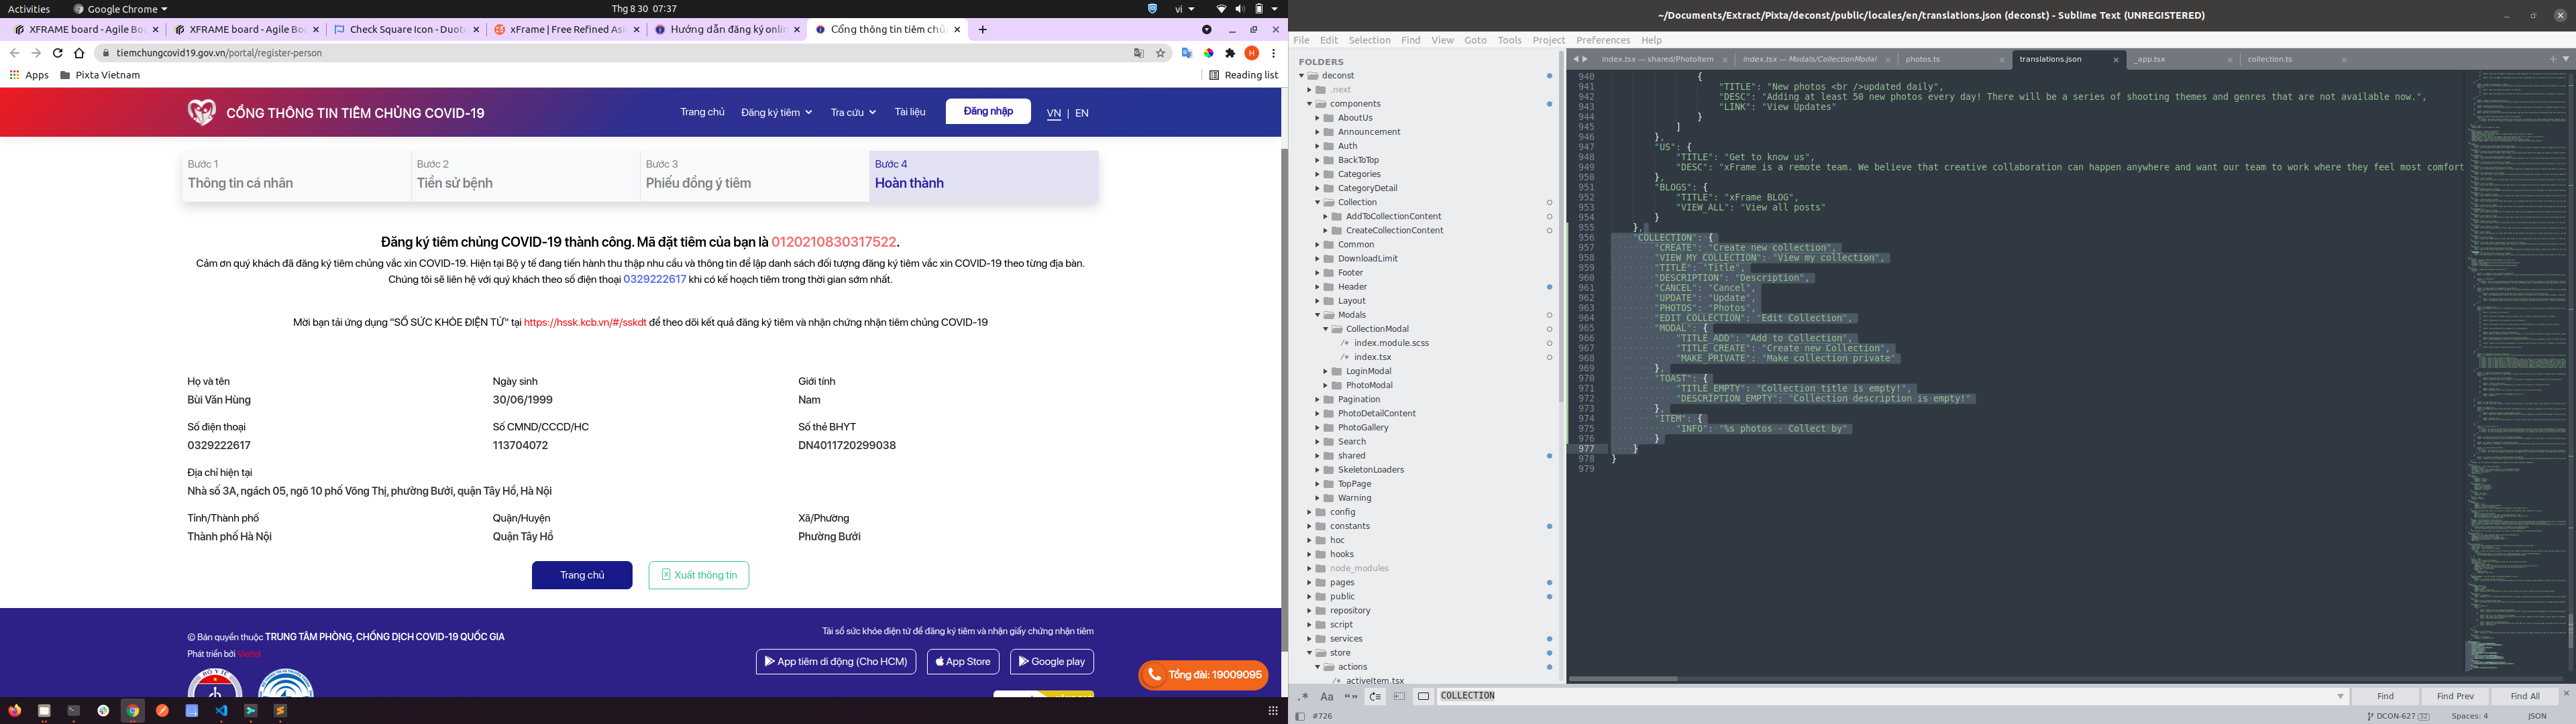 Activities
Google Chrome
Thg 8 30 07:37
vi
XFRAME board - Agile Boa
XFRAME board - Agile Boa
Check Square Icon - Duoto
xFrame | Free Refined Asia
Hướng dẫn đăng ký onlin
Cổng thông tin tiêm chủn
tiemchungcovid19.gov.vn/portal/register-person
H
Apps
Pixta Vietnam
Reading list
CỔNG THÔNG TIN TIÊM CHỦNG COVID-19
Trang chủ
Đăng ký tiêm
Tra cứu
Tài liệu
Đăng nhập
VN | EN
Bước 1
Thông tin cá nhân
Bước 2
Tiền sử bệnh
Bước 3
Phiếu đồng ý tiêm
Bước 4
Hoàn thành
Đăng ký tiêm chủng COVID-19 thành công. Mã đặt tiêm của bạn là 0120210830317522.
Cảm ơn quý khách đã đăng ký tiêm chủng vắc xin COVID-19. Hiện tại Bộ y tế đang tiến hành thu thập nhu cầu và thông tin để lập danh sách đối tượng đăng ký tiêm vắc xin COVID-19 theo từng địa bàn.
Chúng tôi sẽ liên hệ với quý khách theo số điện thoại 0329222617 khi có kế hoạch tiêm trong thời gian sớm nhất.
Mời bạn tải ứng dụng "SỔ SỨC KHỎE ĐIỆN TỬ" tại https://hssk.kcb.vn/#/sskdt để theo dõi kết quả đăng ký tiêm và nhận chứng nhận tiêm chủng COVID-19
Họ và tên
Ngày sinh
Giới tính
Bùi Văn Hùng
30/06/1999
Nam
Số điện thoại
Số CMND/CCCD/HC
Số thẻ BHYT
0329222617
113704072
DN4011720299038
Địa chỉ hiện tại
Nhà số 3A, ngách 05, ngõ 10 phố Võng Thị, phường Bưởi, quận Tây Hồ, Hà Nội
Tỉnh/Thành phố
Quận/Huyện
Xã/Phường
Thành phố Hà Nội
Quận Tây Hồ
Phường Bưởi
Trang chủ
Xuất thông tin
© Bản quyền thuộc TRUNG TÂM PHÒNG, CHỐNG DỊCH COVID-19 QUỐC GIA
Phát triển bởi Viettel
BỘ Y TẾ
Tải sổ sức khỏe điện tử để đăng ký tiêm và nhận giấy chứng nhận tiêm
App tiêm di động (Cho HCM)
App Store
Google play
Tổng đài: 19009095
~/Documents/Extract/Pixta/deconst/public/locales/en/translations.json (deconst) - Sublime Text (UNREGISTERED)
File Edit Selection Find View Goto Tools Project Preferences Help
FOLDERS
deconst
.next
components
AboutUs
Announcement
Auth
BackToTop
Categories
CategoryDetail
Collection
AddToCollectionContent
CreateCollectionContent
Common
DownloadLimit
Footer
Header
Layout
Modals
CollectionModal
index.module.scss
index.tsx
LoginModal
PhotoModal
Pagination
PhotoDetailContent
PhotoGallery
Search
shared
SkeletonLoaders
TopPage
Warning
config
constants
hoc
hooks
node_modules
pages
public
repository
script
services
store
actions
activeItem.tsx
index.tsx — shared/PhotoItem
index.tsx — Modals/CollectionModal
photos.ts
translations.json
_app.tsx
collection.ts
940 {
941 "TITLE": "New photos <br />updated daily",
942 "DESC": "Adding at least 50 new photos every day! There will be a series of shooting themes and genres that are not available now.",
943 "LINK": "View Updates"
944 }
945 ]
946 },
947 "US": {
948 "TITLE": "Get to know us",
949 "DESC": "xFrame is a remote team. We believe that creative collaboration can happen anywhere and want our team to work where they feel most comfort
950 },
951 "BLOGS": {
952 "TITLE": "xFrame BLOG",
953 "VIEW_ALL": "View all posts"
954 }
955 },
956 "COLLECTION": {
957 "CREATE": "Create new collection",
958 "VIEW_MY_COLLECTION": "View my collection",
959 "TITLE": "Title",
960 "DESCRIPTION": "Description",
961 "CANCEL": "Cancel",
962 "UPDATE": "Update",
963 "PHOTOS": "Photos",
964 "EDIT_COLLECTION": "Edit Collection",
965 "MODAL": {
966 "TITLE_ADD": "Add to Collection",
967 "TITLE_CREATE": "Create new Collection",
968 "MAKE_PRIVATE": "Make collection private"
969 },
970 "TOAST": {
971 "TITLE_EMPTY": "Collection title is empty!",
972 "DESCRIPTION_EMPTY": "Collection description is empty!"
973 },
974 "ITEM": {
975 "INFO": "%s photos - Collect by"
976 }
977 }
978 }
979
.* Aa “”
COLLECTION
Find
Find Prev
Find All
#726
DCON-627 32
Spaces: 4
JSON